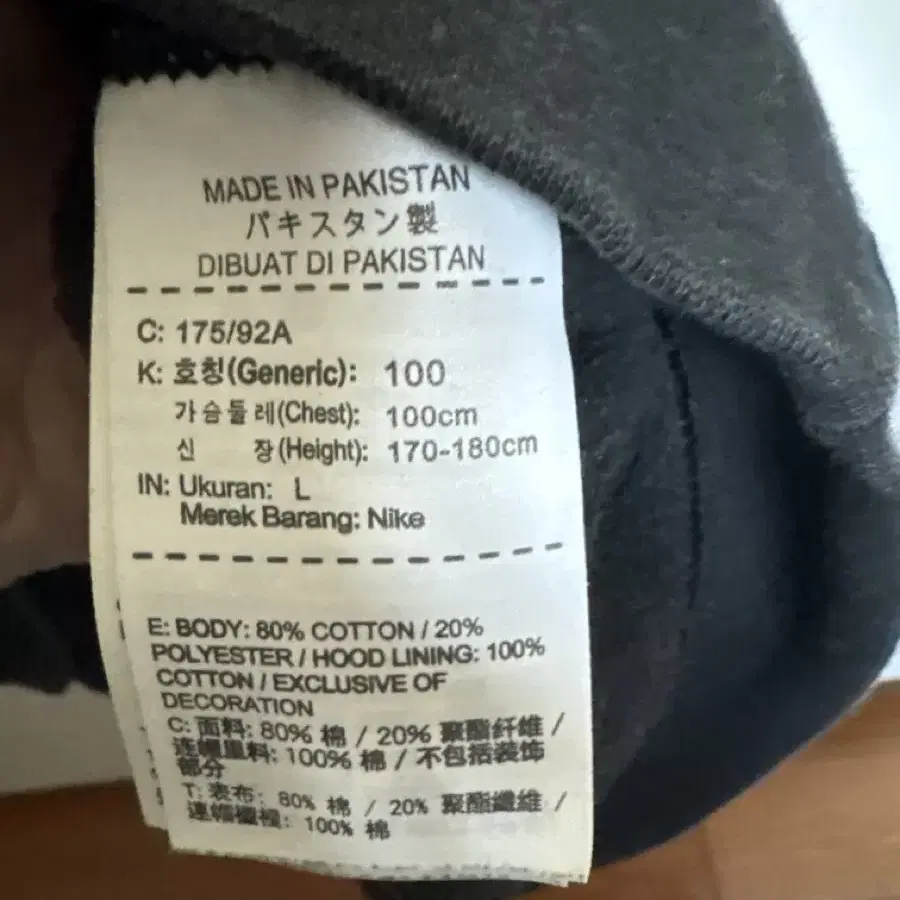 MADE IN PAKISTAN
パキスタン製
DIBUAT DI PAKISTAN
C: 175/92A
K: 호칭(Generic): 100
가슴둘레(Chest): 100cm
신 장(Height): 170-180cm
IN: Ukuran: L
Merek Barang: Nike
E: BODY: 80% COTTON / 20%
POLYESTER / HOOD LINING: 100%
COTTON / EXCLUSIVE OF
DECORATION
C: 面料: 80% 棉 / 20% 聚酯纤维 /
连帽里料: 100% 棉 / 不包括装饰
部分
T: 表布: 80% 棉 / 20% 聚酯纖維 /
連帽襯裡: 100% 棉